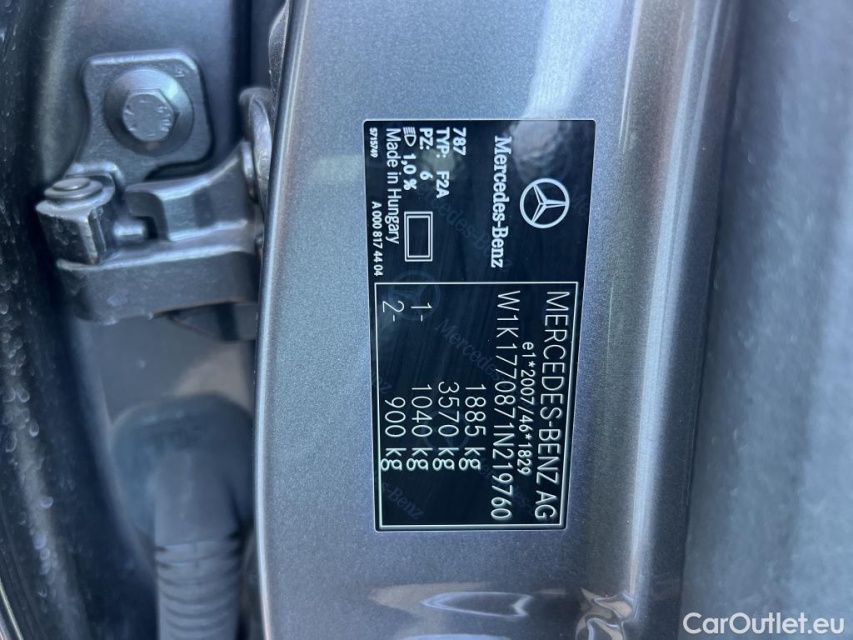 Mercedes-Benz
787
TYP: F2A
PZ: 6
1,0 %
Made in Hungary
5715749
A 000 817 44 04
MERCEDES-BENZ AG
e1*2007/46*1829
W1K1770871N219760
1885 kg
3570 kg
1- 1040 kg
2- 900 kg
CarOutlet.eu